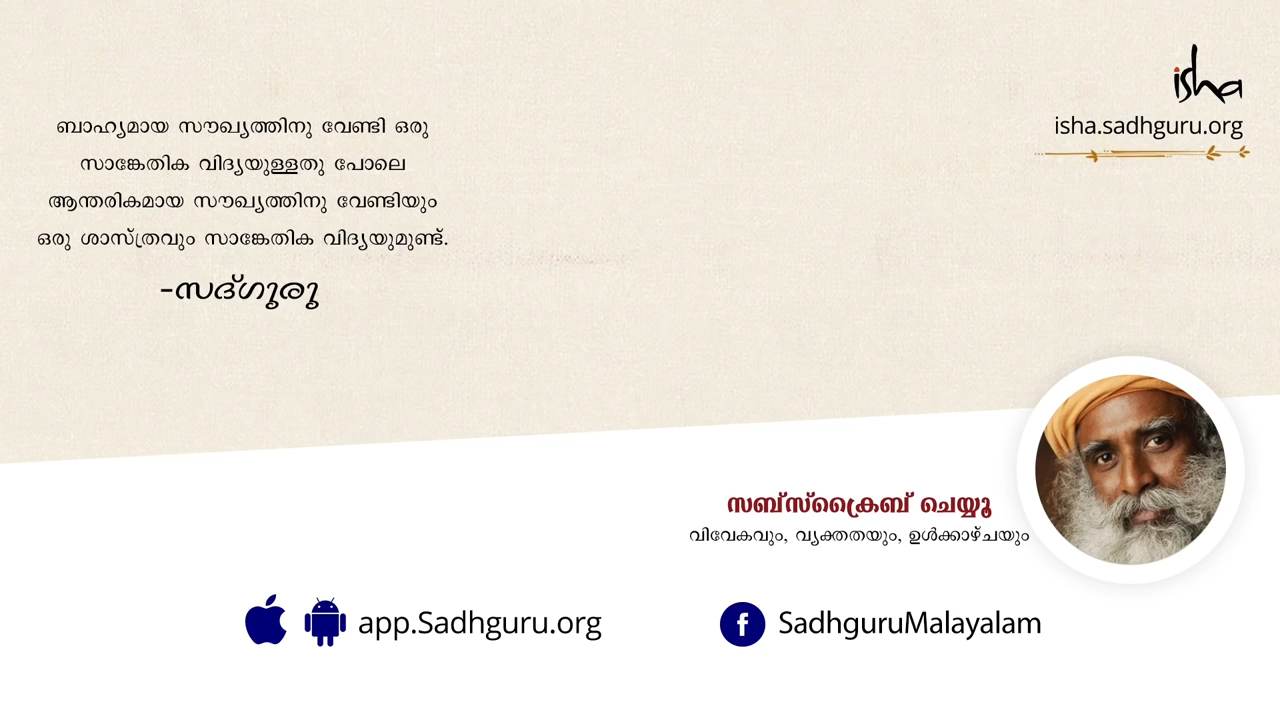 isha
isha.sadhguru.org
ബാഹ്യമായ സൗഖ്യത്തിനു വേണ്ടി ഒരു
സാങ്കേതിക വിദ്യയുള്ളതു പോലെ
ആന്തരികമായ സൗഖ്യത്തിനു വേണ്ടിയും
ഒരു ശാസ്ത്രവും സാങ്കേതിക വിദ്യയുമുണ്ട്.
-സദ്ഗുരു
സബ്സ്ക്രൈബ് ചെയ്യൂ
വിവേകവും, വ്യക്തതയും, ഉൾക്കാഴ്ചയും
app.Sadhguru.org
f SadhguruMalayalam